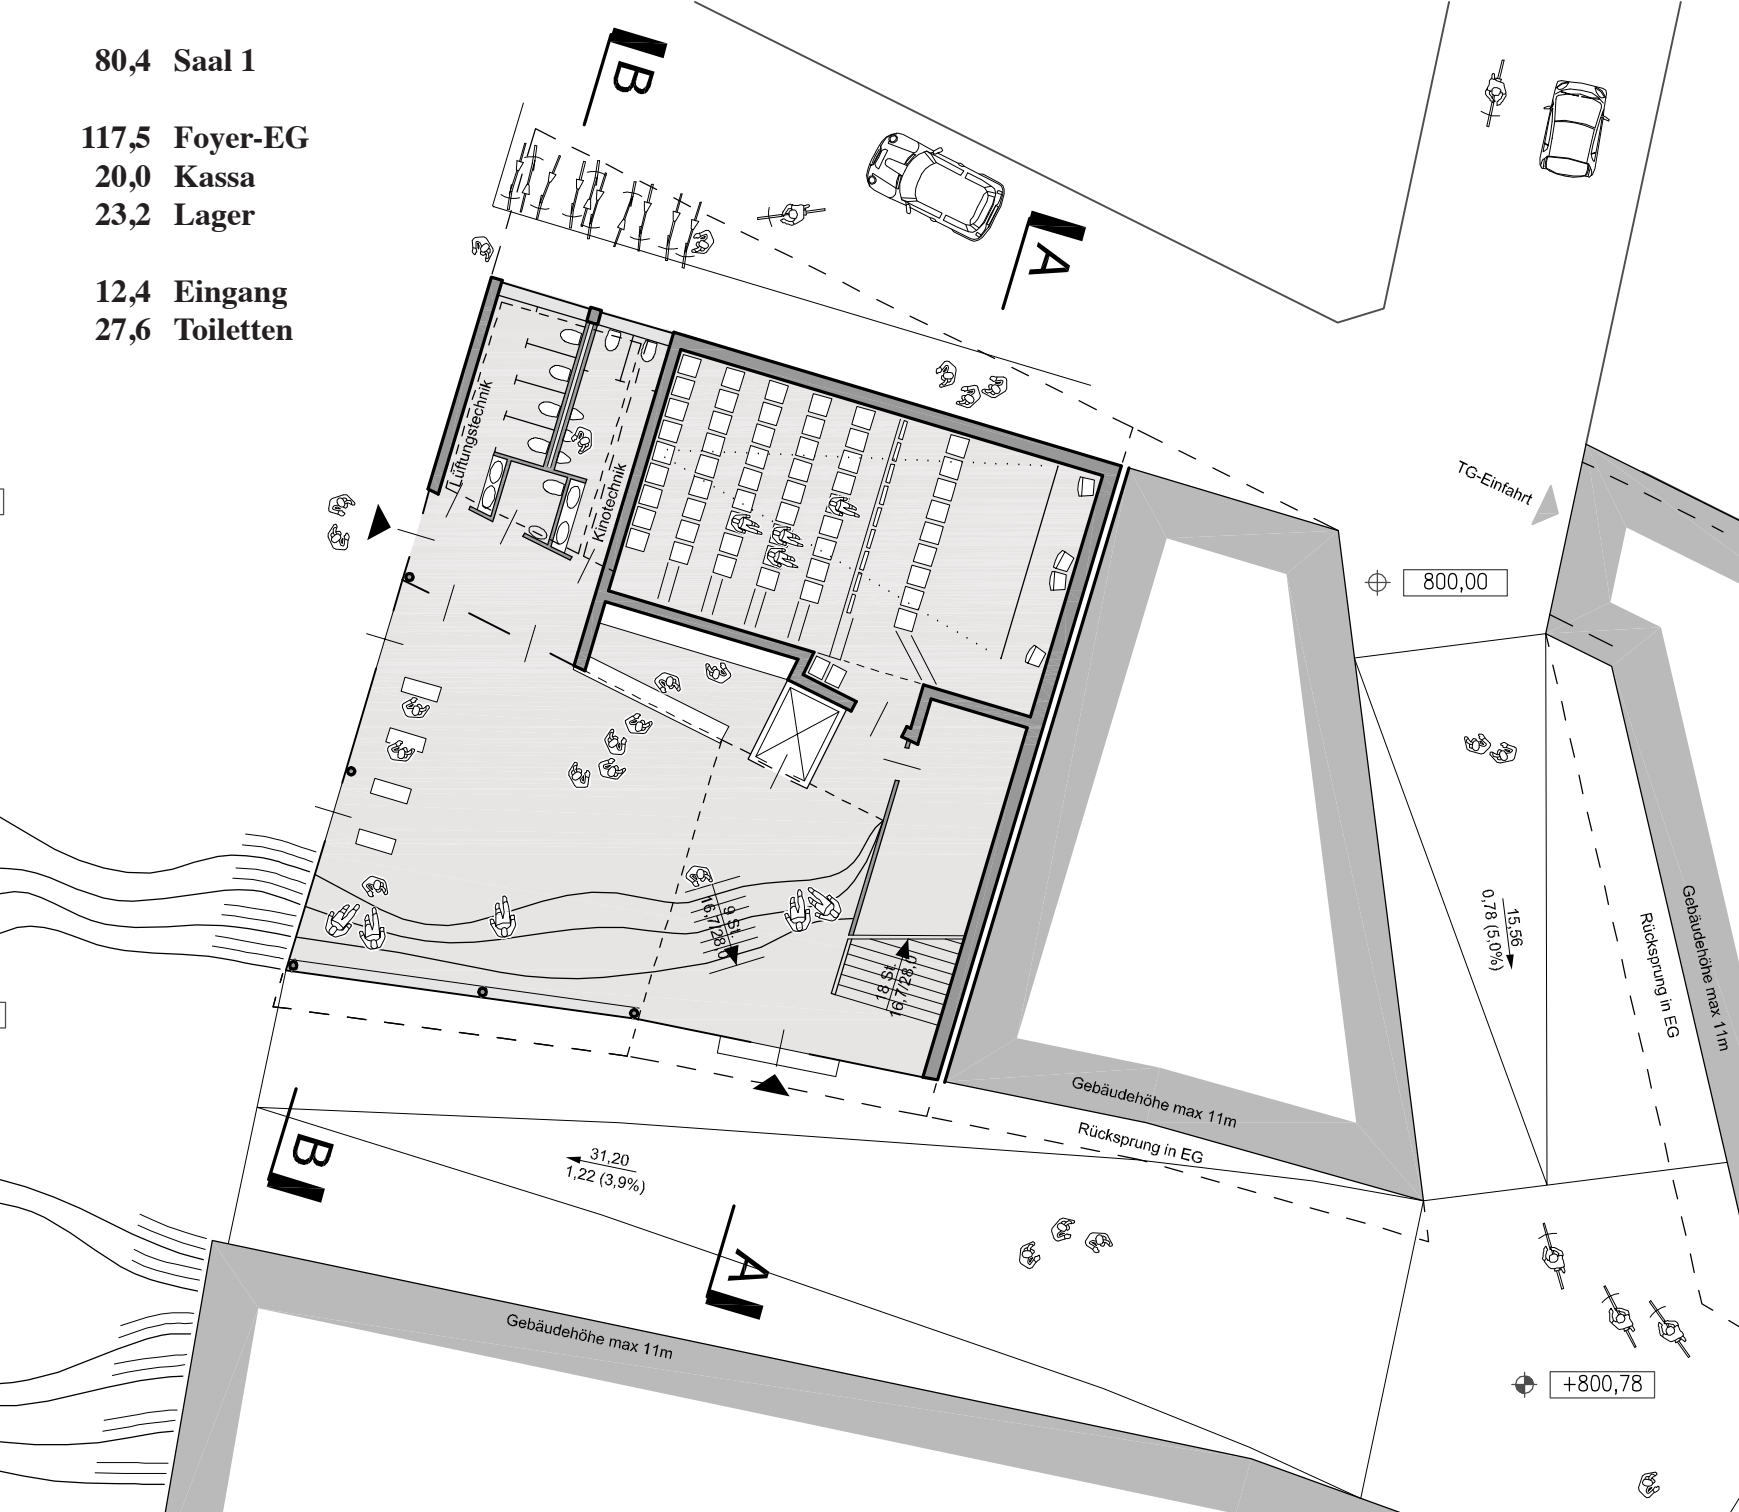 80,4 Saal 1
117,5 Foyer-EG
20,0 Kassa
23,2 Lager
12,4 Eingang
27,6 Toiletten
B
A
Lüftungstechnik
Kinotechnik
TG-Einfahrt
800,00
9 St.
16,7/28,0
18 St.
16,7/28,0
15,56
0,78 (5.0%)
Rücksprung in EG
Gebäudehöhe max 11m
Gebäudehöhe max 11m
Rücksprung in EG
B
31,20
1,22 (3,9%)
A
Gebäudehöhe max 11m
+800,78